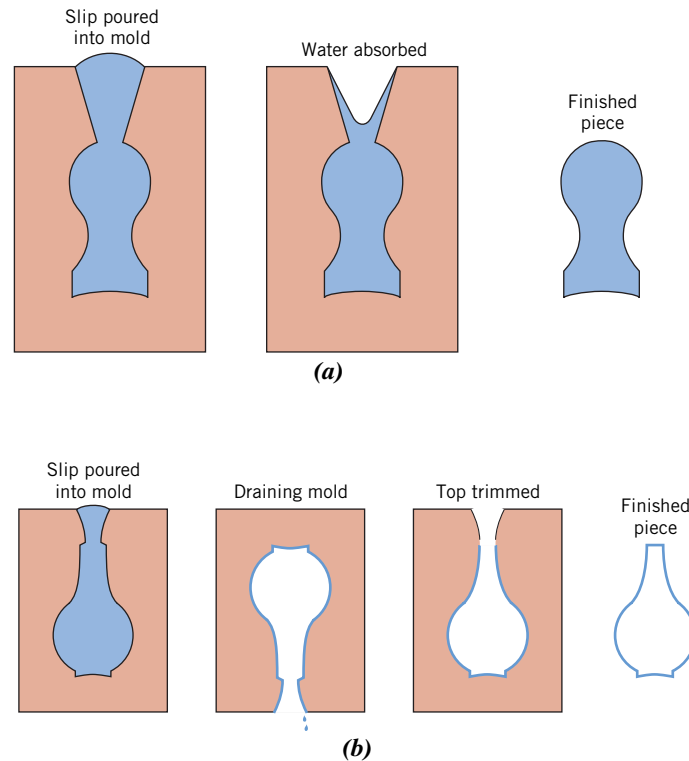 Slip poured
into mold
Water absorbed
Finished
piece
(a)
Slip poured
into mold
Draining mold
Top trimmed
Finished
piece
(b)